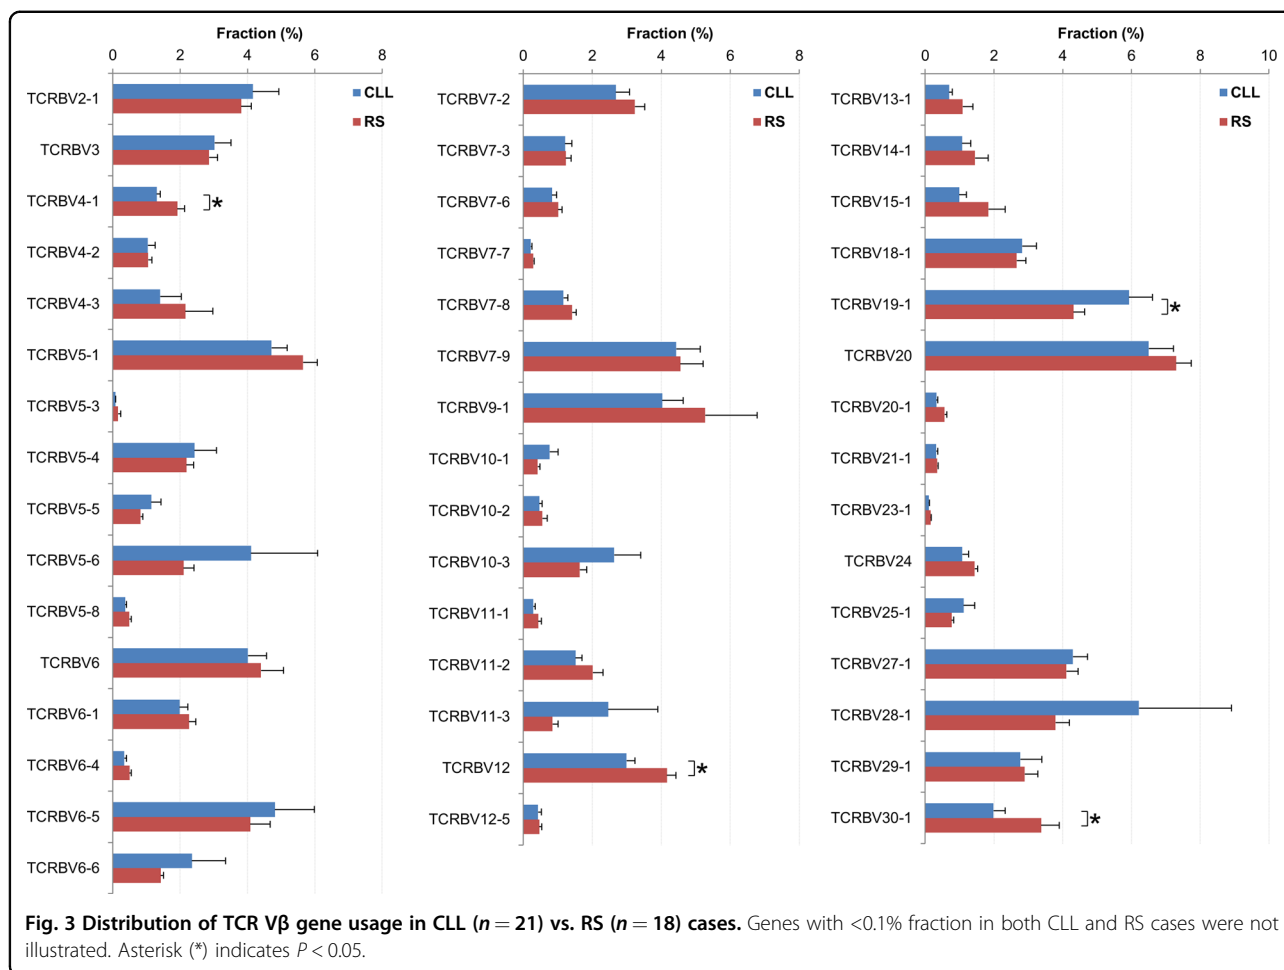 Fraction (%)
0 2 4 6 8
CLL
RS
TCRBV2-1
TCRBV3
TCRBV4-1
*
TCRBV4-2
TCRBV4-3
TCRBV5-1
TCRBV5-3
TCRBV5-4
TCRBV5-5
TCRBV5-6
TCRBV5-8
TCRBV6
TCRBV6-1
TCRBV6-4
TCRBV6-5
TCRBV6-6
Fraction (%)
0 2 4 6 8
CLL
RS
TCRBV7-2
TCRBV7-3
TCRBV7-6
TCRBV7-7
TCRBV7-8
TCRBV7-9
TCRBV9-1
TCRBV10-1
TCRBV10-2
TCRBV10-3
TCRBV11-1
TCRBV11-2
TCRBV11-3
TCRBV12
*
TCRBV12-5
Fraction (%)
0 2 4 6 8 10
CLL
RS
TCRBV13-1
TCRBV14-1
TCRBV15-1
TCRBV18-1
TCRBV19-1
*
TCRBV20
TCRBV20-1
TCRBV21-1
TCRBV23-1
TCRBV24
TCRBV25-1
TCRBV27-1
TCRBV28-1
TCRBV29-1
TCRBV30-1
*
Fig. 3 Distribution of TCR Vβ gene usage in CLL (n = 21) vs. RS (n = 18) cases. Genes with <0.1% fraction in both CLL and RS cases were not
illustrated. Asterisk (*) indicates P < 0.05.